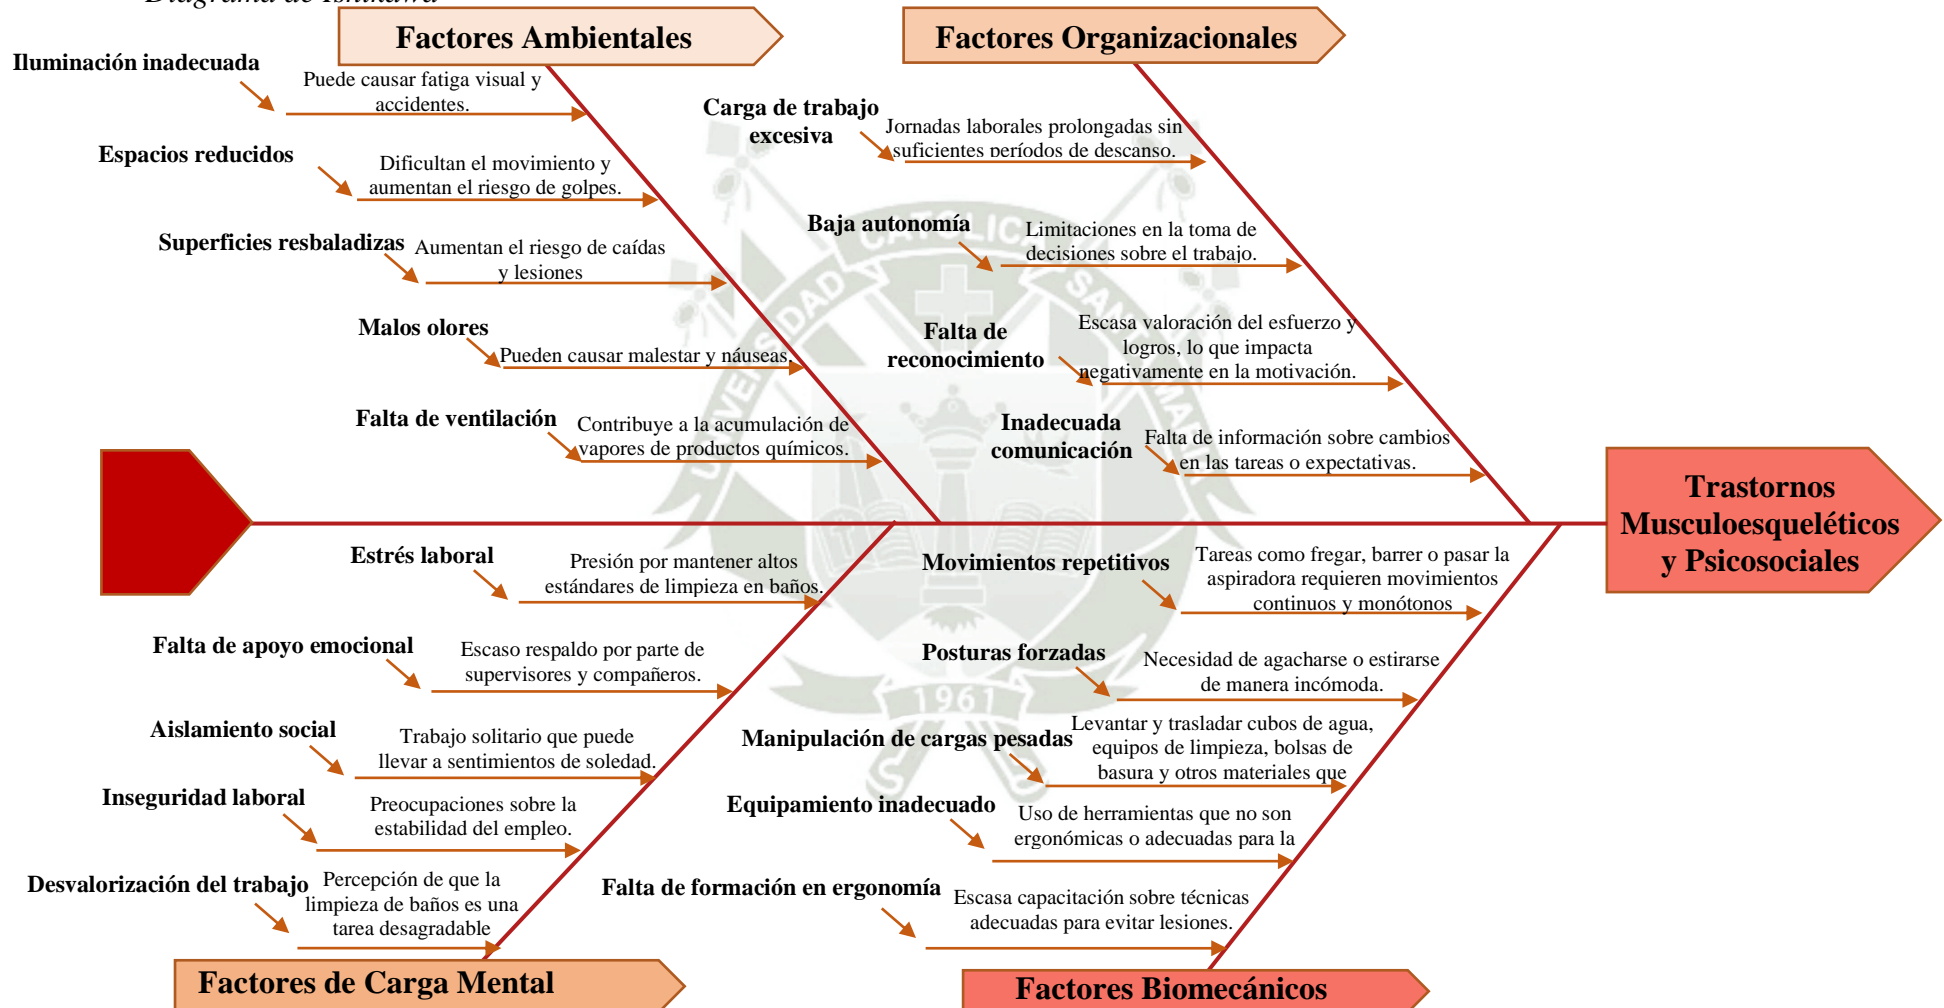 Diagrama de Ishikawa
Factores Ambientales
Iluminación inadecuada
Puede causar fatiga visual y
accidentes.
Espacios reducidos
Dificultan el movimiento y
aumentan el riesgo de golpes.
Superficies resbaladizas
Aumentan el riesgo de caídas
y lesiones
Malos olores
Pueden causar malestar y náuseas.
Falta de ventilación
Contribuye a la acumulación de
vapores de productos químicos.
Factores Organizacionales
Carga de trabajo
excesiva
Jornadas laborales prolongadas sin
suficientes períodos de descanso.
Baja autonomía
Limitaciones en la toma de
decisiones sobre el trabajo.
Falta de
reconocimiento
Escasa valoración del esfuerzo y
logros, lo que impacta
negativamente en la motivación.
Inadecuada
comunicación
Falta de información sobre cambios
en las tareas o expectativas.
Trastornos
Musculoesqueléticos
y Psicosociales
Estrés laboral
Presión por mantener altos
estándares de limpieza en baños.
Falta de apoyo emocional
Escaso respaldo por parte de
supervisores y compañeros.
Aislamiento social
Trabajo solitario que puede
llevar a sentimientos de soledad.
Inseguridad laboral
Preocupaciones sobre la
estabilidad del empleo.
Desvalorización del trabajo
Percepción de que la
limpieza de baños es una
tarea desagradable
Factores de Carga Mental
Movimientos repetitivos
Tareas como fregar, barrer o pasar la
aspiradora requieren movimientos
continuos y monótonos
Posturas forzadas
Necesidad de agacharse o estirarse
de manera incómoda.
Manipulación de cargas pesadas
Levantar y trasladar cubos de agua,
equipos de limpieza, bolsas de
basura y otros materiales que
Equipamiento inadecuado
Uso de herramientas que no son
ergonómicas o adecuadas para la
Falta de formación en ergonomía
Escasa capacitación sobre técnicas
adecuadas para evitar lesiones.
Factores Biomecánicos
UNIVERSIDAD CATOLICA SANTA MARIA
1961